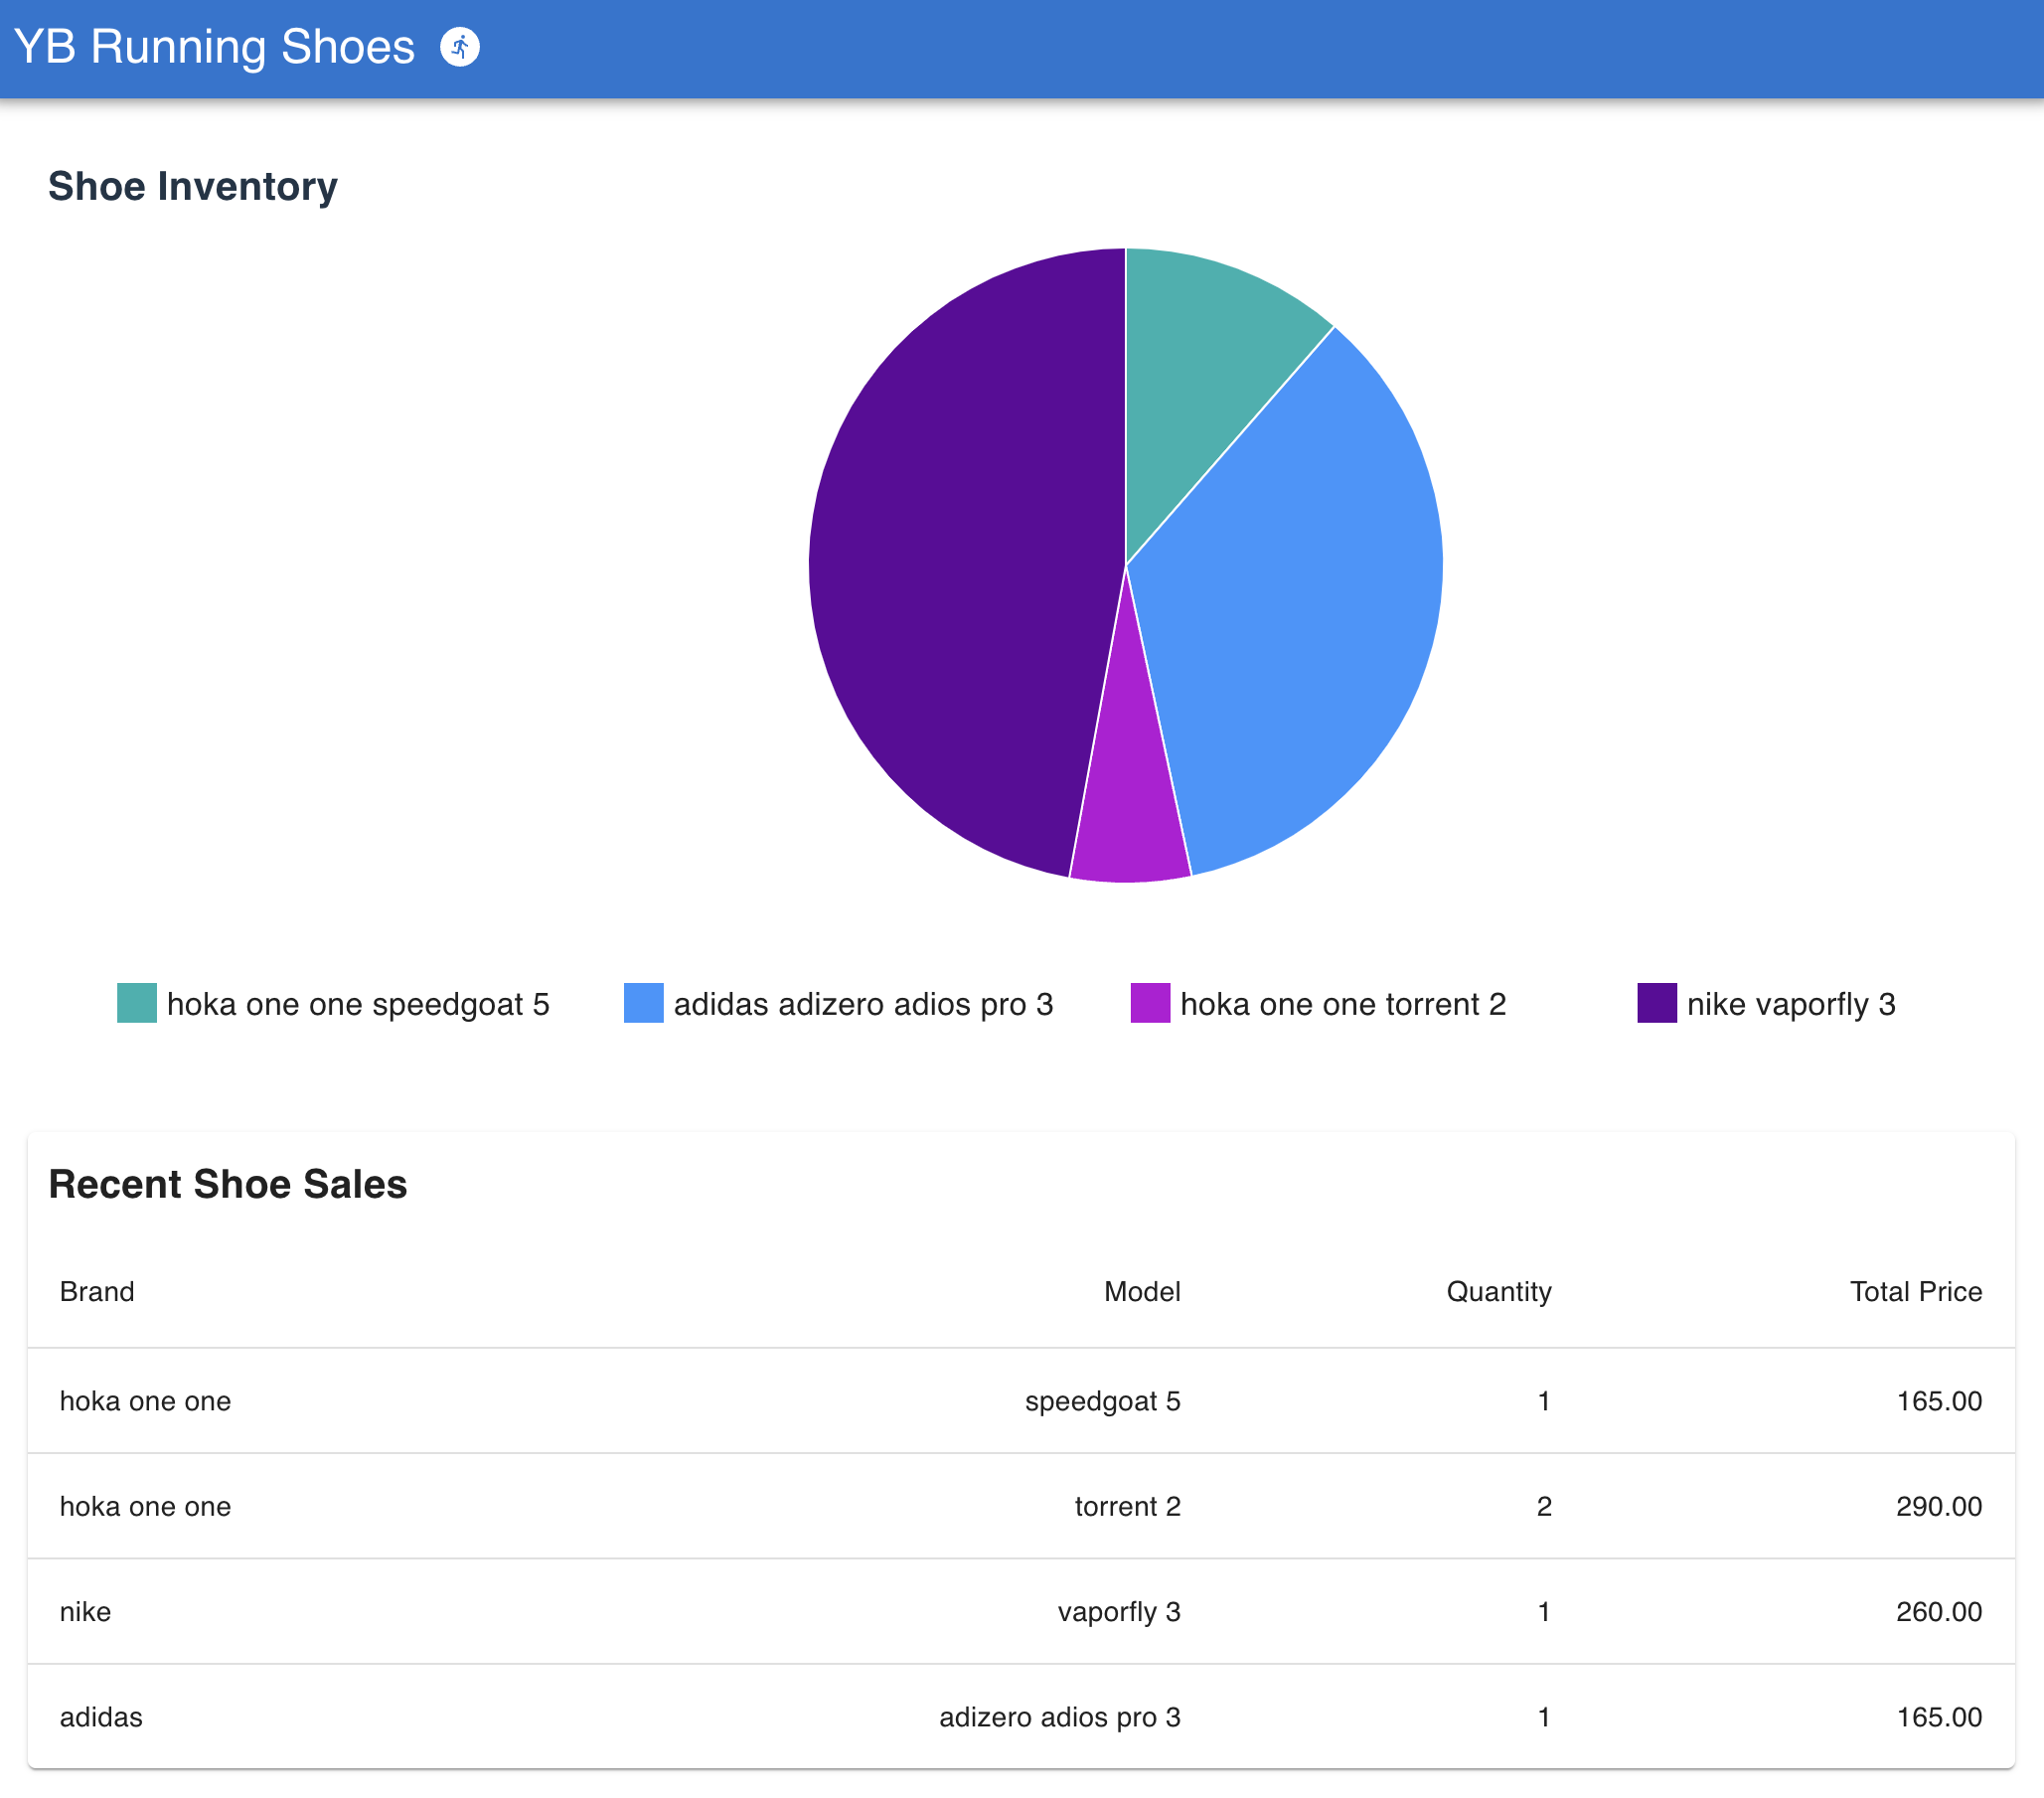 YB Running Shoes
Shoe Inventory
hoka one one speedgoat 5
adidas adizero adios pro 3
hoka one one torrent 2
nike vaporfly 3
Recent Shoe Sales
Brand Model Quantity Total Price
hoka one one speedgoat 5 1 165.00
hoka one one torrent 2 2 290.00
nike vaporfly 3 1 260.00
adidas adizero adios pro 3 1 165.00